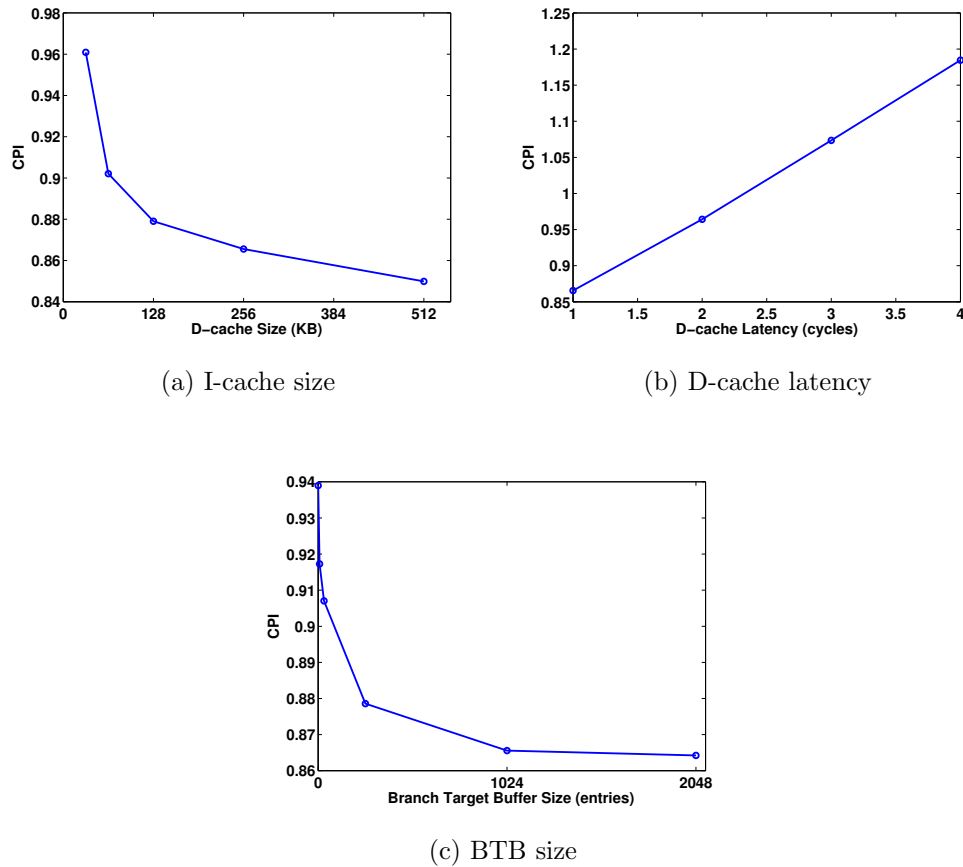 0.98
0.96
0.94
0.92
0.9
0.88
0.86
0.84
CPI
0 128 256 384 512
D-cache Size (KB)
(a) I-cache size
1.25
1.2
1.15
1.1
1.05
1
0.95
0.9
0.85
CPI
1 1.5 2 2.5 3 3.5 4
D-cache Latency (cycles)
(b) D-cache latency
0.94
0.93
0.92
0.91
0.9
0.89
0.88
0.87
0.86
CPI
0 1024 2048
Branch Target Buffer Size (entries)
(c) BTB size